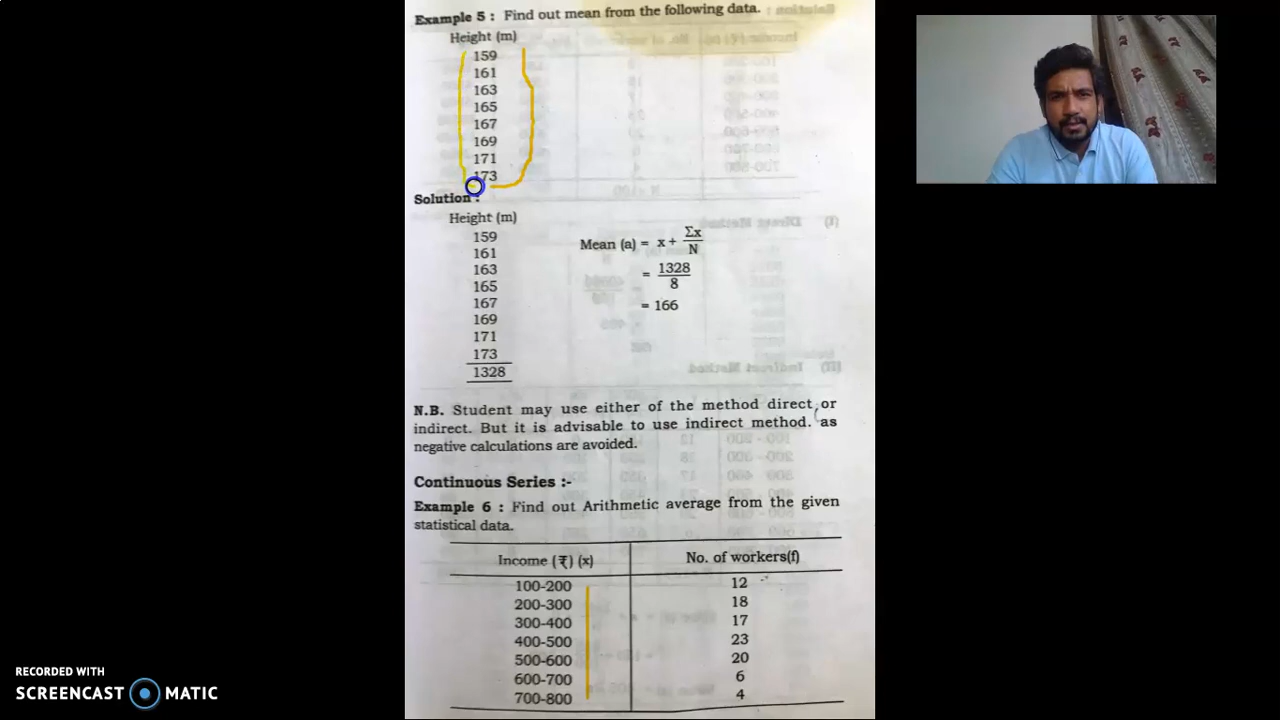 Example 5 : Find out mean from the following data.
Height (m)
159
161
163
165
167
169
171
173
Solution :
Height (m)
159
161
163
165
167
169
171
173
1328
Mean (a) = x + Σx/N
= 1328/8
= 166
N.B. Student may use either of the method direct or
indirect. But it is advisable to use indirect method. as
negative calculations are avoided.
Continuous Series :-
Example 6 : Find out Arithmetic average from the given
statistical data.
Income (₹) (x) No. of workers(f)
100-200 12
200-300 18
300-400 17
400-500 23
500-600 20
600-700 6
700-800 4
RECORDED WITH
SCREENCAST MATIC